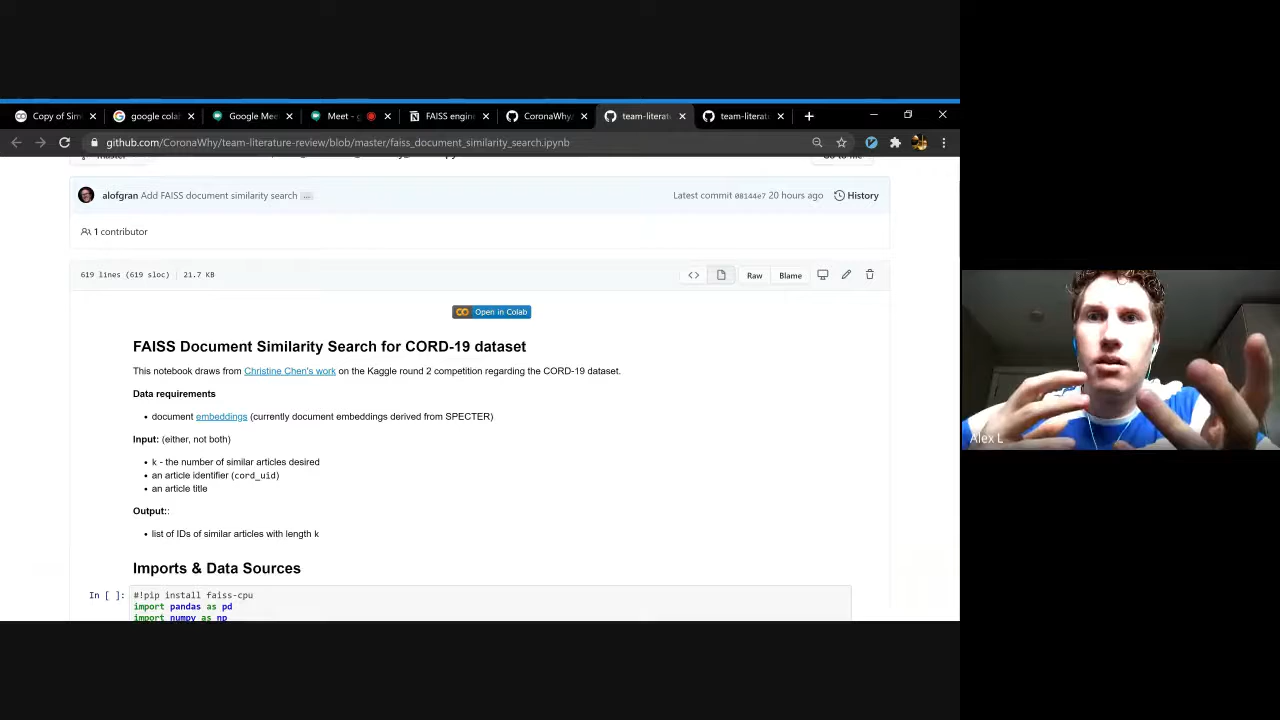 Copy of Sim
google cola
Google Mee
Meet - g
FAISS engin
CoronaWhy/
team-literat
team-literat
github.com/CoronaWhy/team-literature-review/blob/master/faiss_document_similarity_search.ipynb
alofgran Add FAISS document similarity search ...
Latest commit 08144e7 20 hours ago
History
1 contributor
619 lines (619 sloc) | 21.7 KB
Raw
Blame
Open in Colab
FAISS Document Similarity Search for CORD-19 dataset
This notebook draws from Christine Chen's work on the Kaggle round 2 competition regarding the CORD-19 dataset.
Data requirements
• document embeddings (currently document embeddings derived from SPECTER)
Input: (either, not both)
• k - the number of similar articles desired
• an article identifier (cord_uid)
• an article title
Output::
• list of IDs of similar articles with length k
Imports & Data Sources
In [ ]:
#!pip install faiss-cpu
import pandas as pd
import numpy as np
Alex L